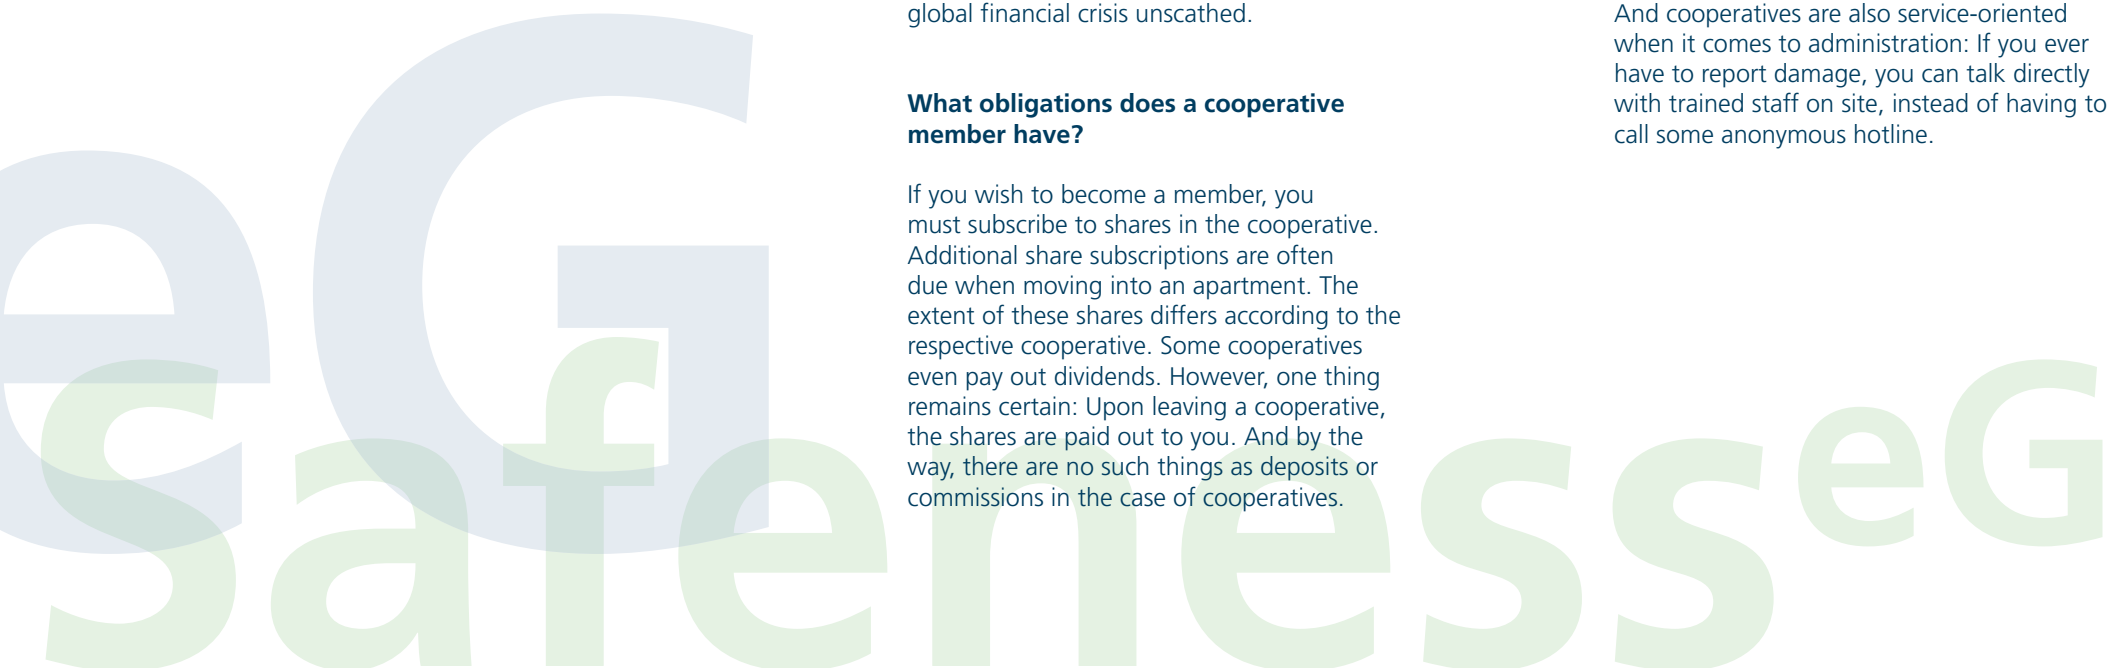 global financial crisis unscathed.
What obligations does a cooperative
member have?
If you wish to become a member, you
must subscribe to shares in the cooperative.
Additional share subscriptions are often
due when moving into an apartment. The
extent of these shares differs according to the
respective cooperative. Some cooperatives
even pay out dividends. However, one thing
remains certain: Upon leaving a cooperative,
the shares are paid out to you. And by the
way, there are no such things as deposits or
commissions in the case of cooperatives.
And cooperatives are also service-oriented
when it comes to administration: If you ever
have to report damage, you can talk directly
with trained staff on site, instead of having to
call some anonymous hotline.
eG
Safeness eG